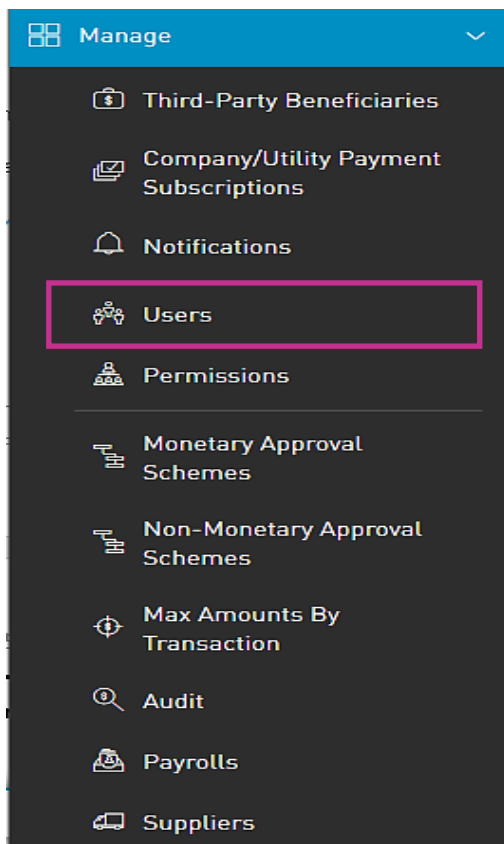 Manage
Third-Party Beneficiaries
Company/Utility Payment
Subscriptions
Notifications
Users
Permissions
Monetary Approval
Schemes
Non-Monetary Approval
Schemes
Max Amounts By
Transaction
Audit
Payrolls
Suppliers